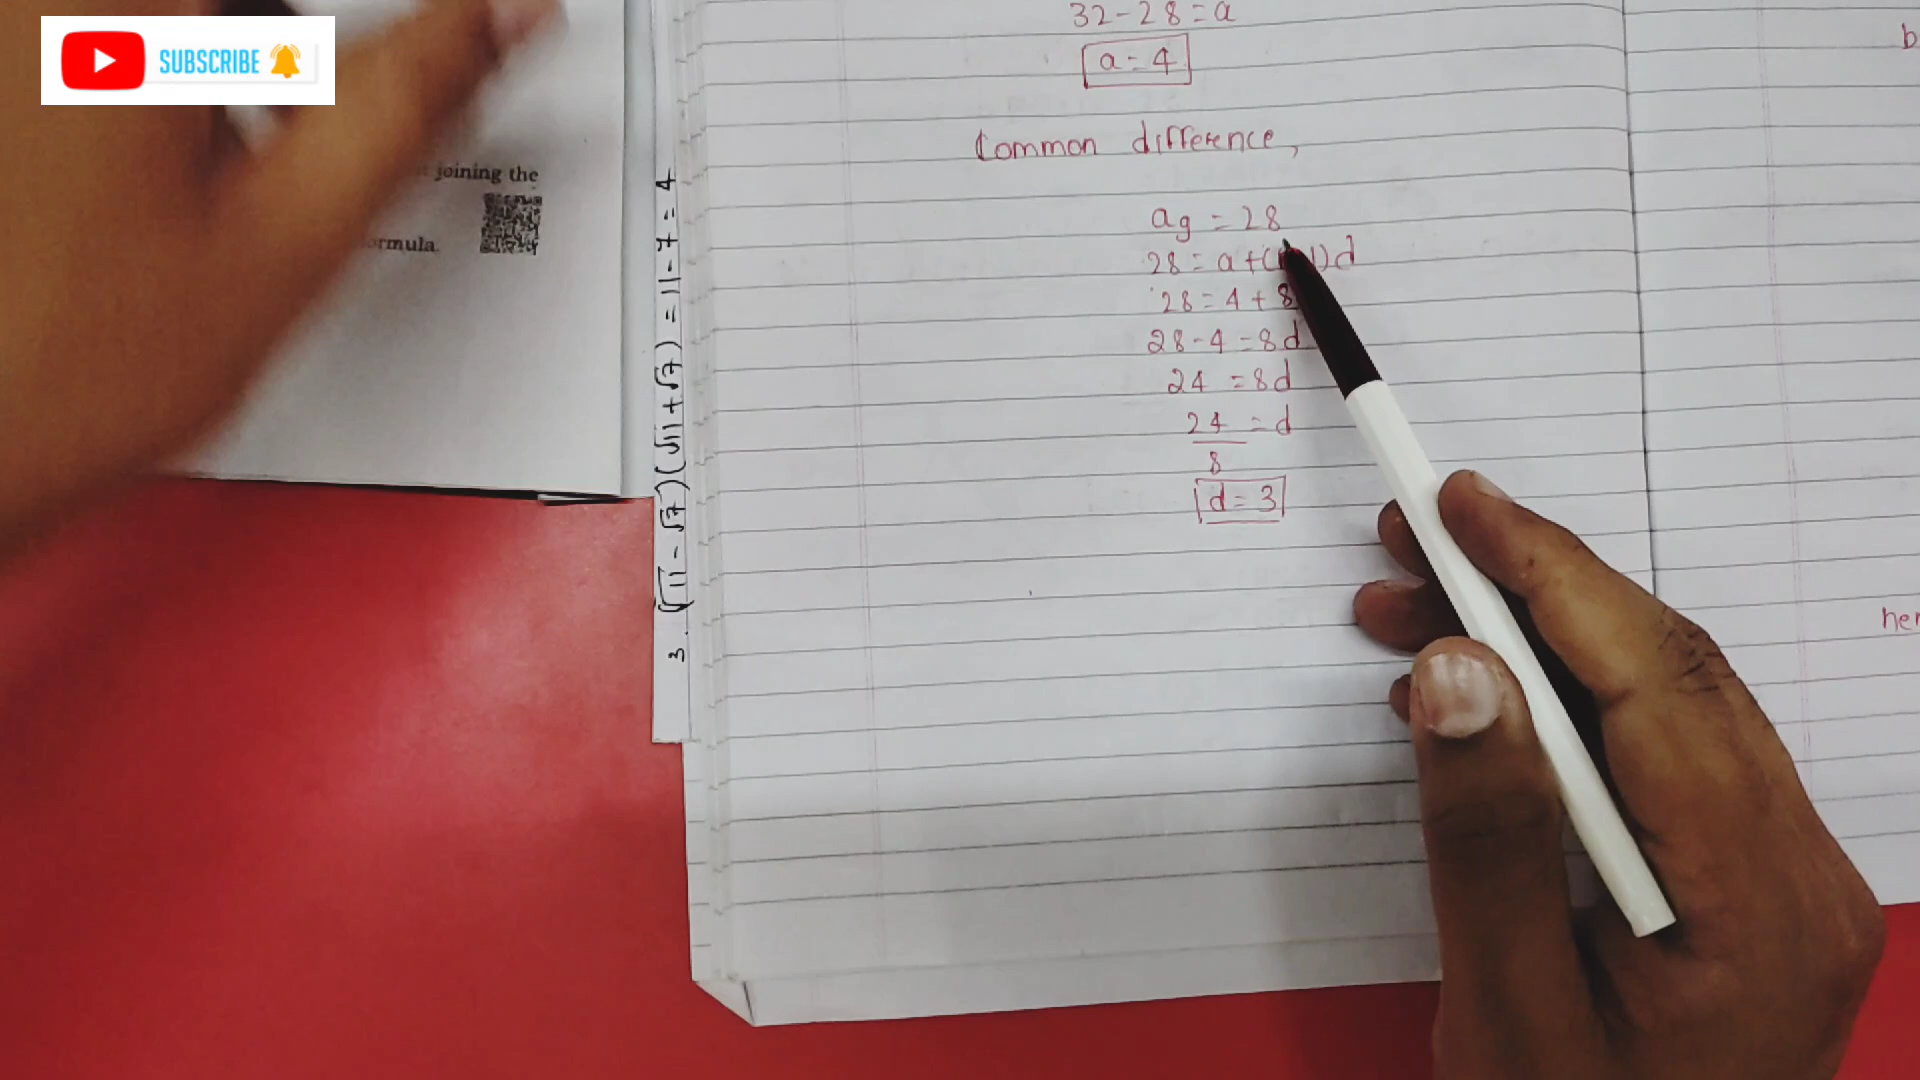 SUBSCRIBE
joining the
ormula.
3. (√11 - √7)(√11 + √7) = 11 - 7 = 4
32 - 28 = a
a = 4
Common difference,
a9 = 28
28 = a + ( 1)d
28 = 4 + 8
28 - 4 = 8d
24 = 8d
24 = d
8
d = 3
b
her